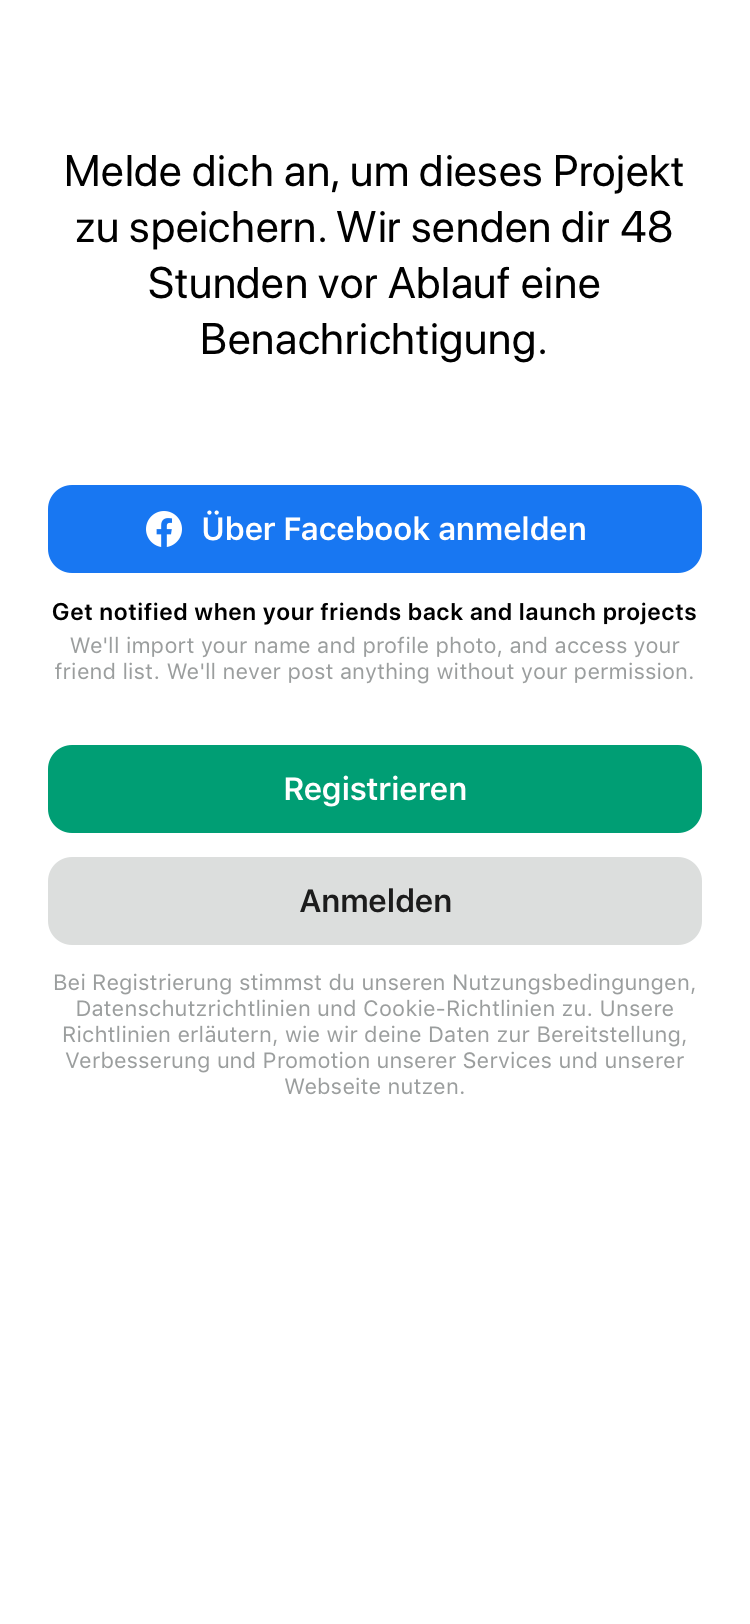 Melde dich an, um dieses Projekt
zu speichern. Wir senden dir 48
Stunden vor Ablauf eine
Benachrichtigung.
Über Facebook anmelden
Get notified when your friends back and launch projects
We'll import your name and profile photo, and access your
friend list. We'll never post anything without your permission.
Registrieren
Anmelden
Bei Registrierung stimmst du unseren Nutzungsbedingungen,
Datenschutzrichtlinien und Cookie-Richtlinien zu. Unsere
Richtlinien erläutern, wie wir deine Daten zur Bereitstellung,
Verbesserung und Promotion unserer Services und unserer
Webseite nutzen.